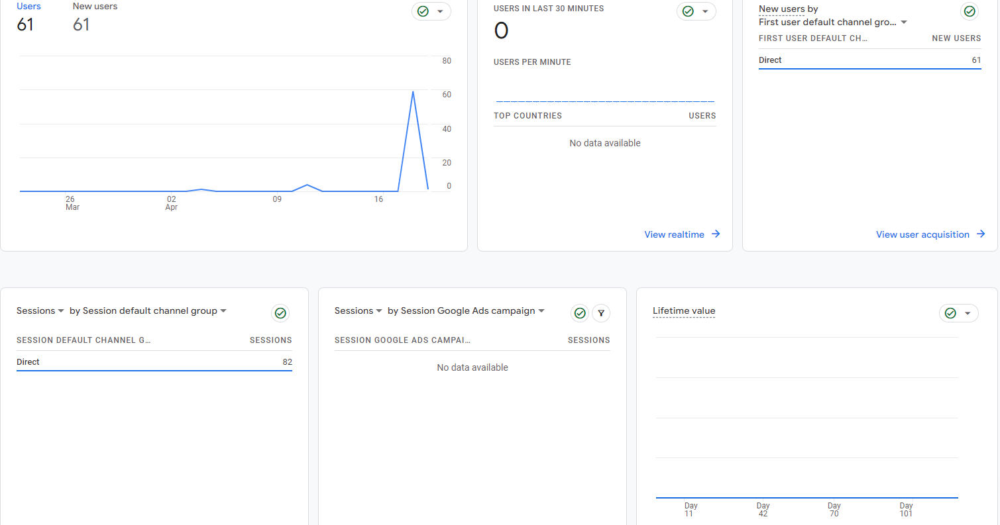 Users
New users
61
61
80
60
40
20
0
26
Mar
02
Apr
09
16
USERS IN LAST 30 MINUTES
0
USERS PER MINUTE
TOP COUNTRIES
USERS
No data available
View realtime
New users by
First user default channel gro...
FIRST USER DEFAULT CH...
NEW USERS
Direct
61
View user acquisition
Sessions by Session default channel group
SESSION DEFAULT CHANNEL G...
SESSIONS
Direct
82
Sessions by Session Google Ads campaign
SESSION GOOGLE ADS CAMPAI...
SESSIONS
No data available
Lifetime value
Day
11
Day
42
Day
70
Day
101